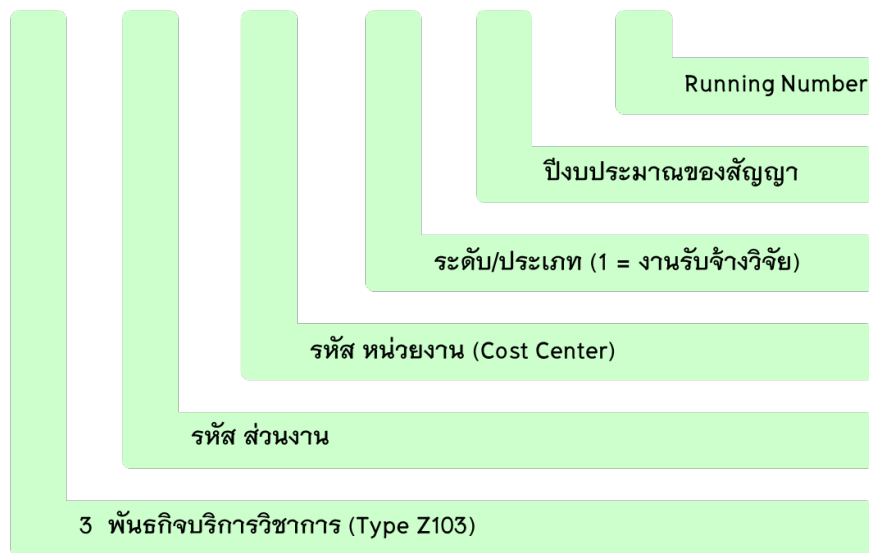 Running Number
ปีงบประมาณของสัญญา
ระดับ/ประเภท (1 = งานรับจ้างวิจัย)
รหัส หน่วยงาน (Cost Center)
รหัส ส่วนงาน
3 พันธกิจบริการวิชาการ (Type Z103)